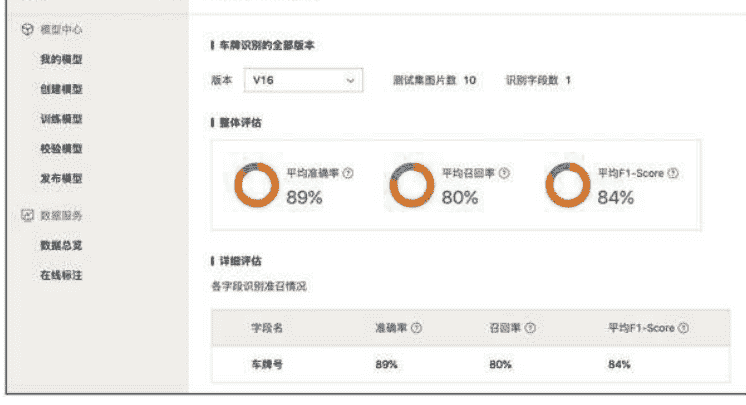 模型中心
我的模型
创建模型
训练模型
校验模型
发布模型
数据服务
数据总览
在线标注
车牌识别的全部版本
版本 V16 测试集图片数 10 识别字段数 1
整体评估
平均准确率 ? 89%
平均召回率 ? 80%
平均F1-Score ? 84%
详细评估
各字段识别准召情况
字段名 准确率 ? 召回率 ? 平均F1-Score ?
车牌号 89% 80% 84%